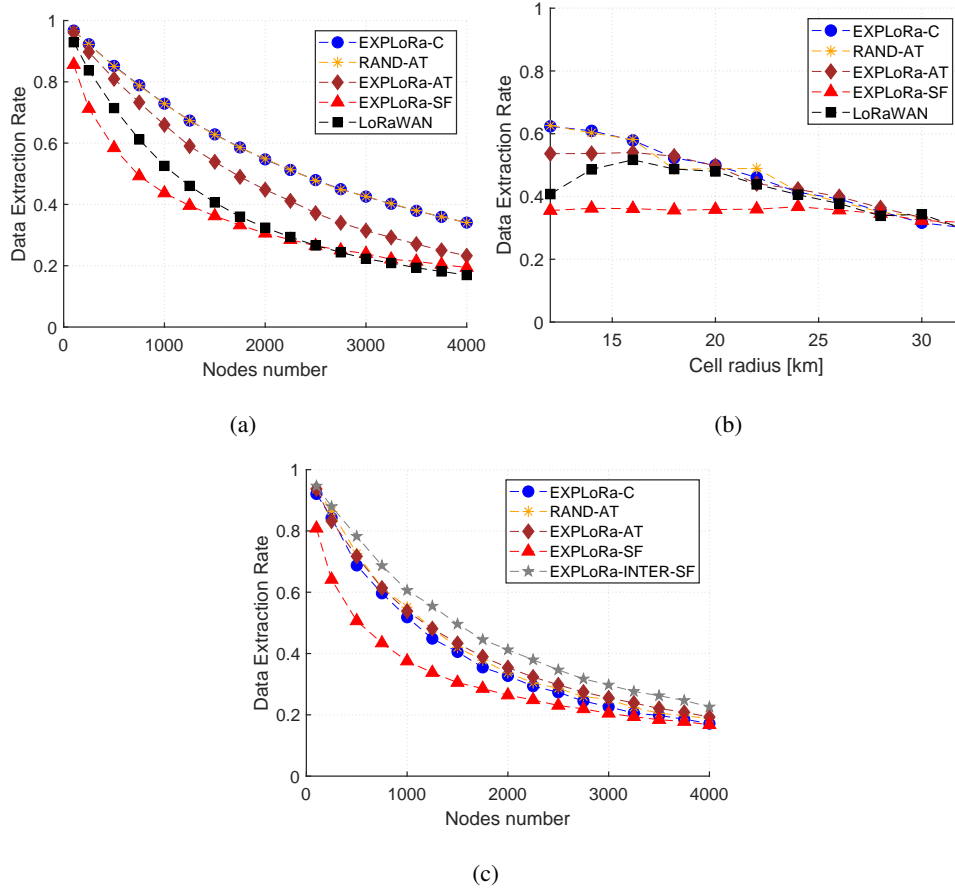 1
0.8
0.6
0.4
0.2
0
Data Extraction Rate
0 1000 2000 3000 4000
Nodes number
EXPLoRa-C
RAND-AT
EXPLoRa-AT
EXPLoRa-SF
LoRaWAN
(a)
1
0.8
0.6
0.4
0.2
0
Data Extraction Rate
15 20 25 30
Cell radius [km]
EXPLoRa-C
RAND-AT
EXPLoRa-AT
EXPLoRa-SF
LoRaWAN
(b)
1
0.8
0.6
0.4
0.2
0
Data Extraction Rate
0 1000 2000 3000 4000
Nodes number
EXPLoRa-C
RAND-AT
EXPLoRa-AT
EXPLoRa-SF
EXPLoRa-INTER-SF
(c)